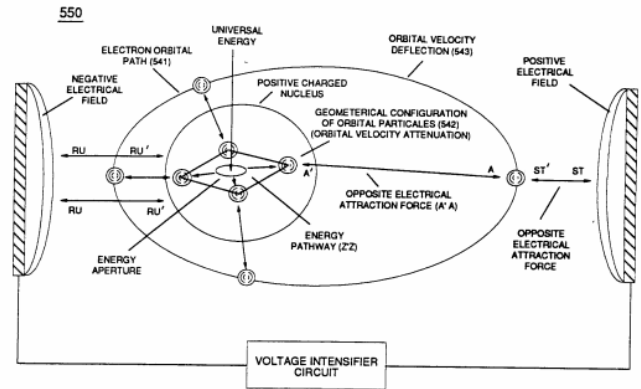 550
UNIVERSAL
ENERGY
ELECTRON ORBITAL
PATH (541)
ORBITAL VELOCITY
DEFLECTION (543)
NEGATIVE
ELECTRICAL
FIELD
POSITIVE CHARGED
NUCLEUS
POSITIVE
ELECTRICAL
FIELD
GEOMETERICAL CONFIGURATION
OF ORBITAL PARTICALES (542)
(ORBITAL VELOCITY ATTENUATION)
RU RU'
A' A
ST' ST
OPPOSITE ELECTRICAL
ATTRACTION FORCE (A' A)
RU RU'
ENERGY
APERTURE
ENERGY
PATHWAY (Z'Z)
OPPOSITE
ELECTRICAL
ATTRACTION
FORCE
VOLTAGE INTENSIFIER
CIRCUIT